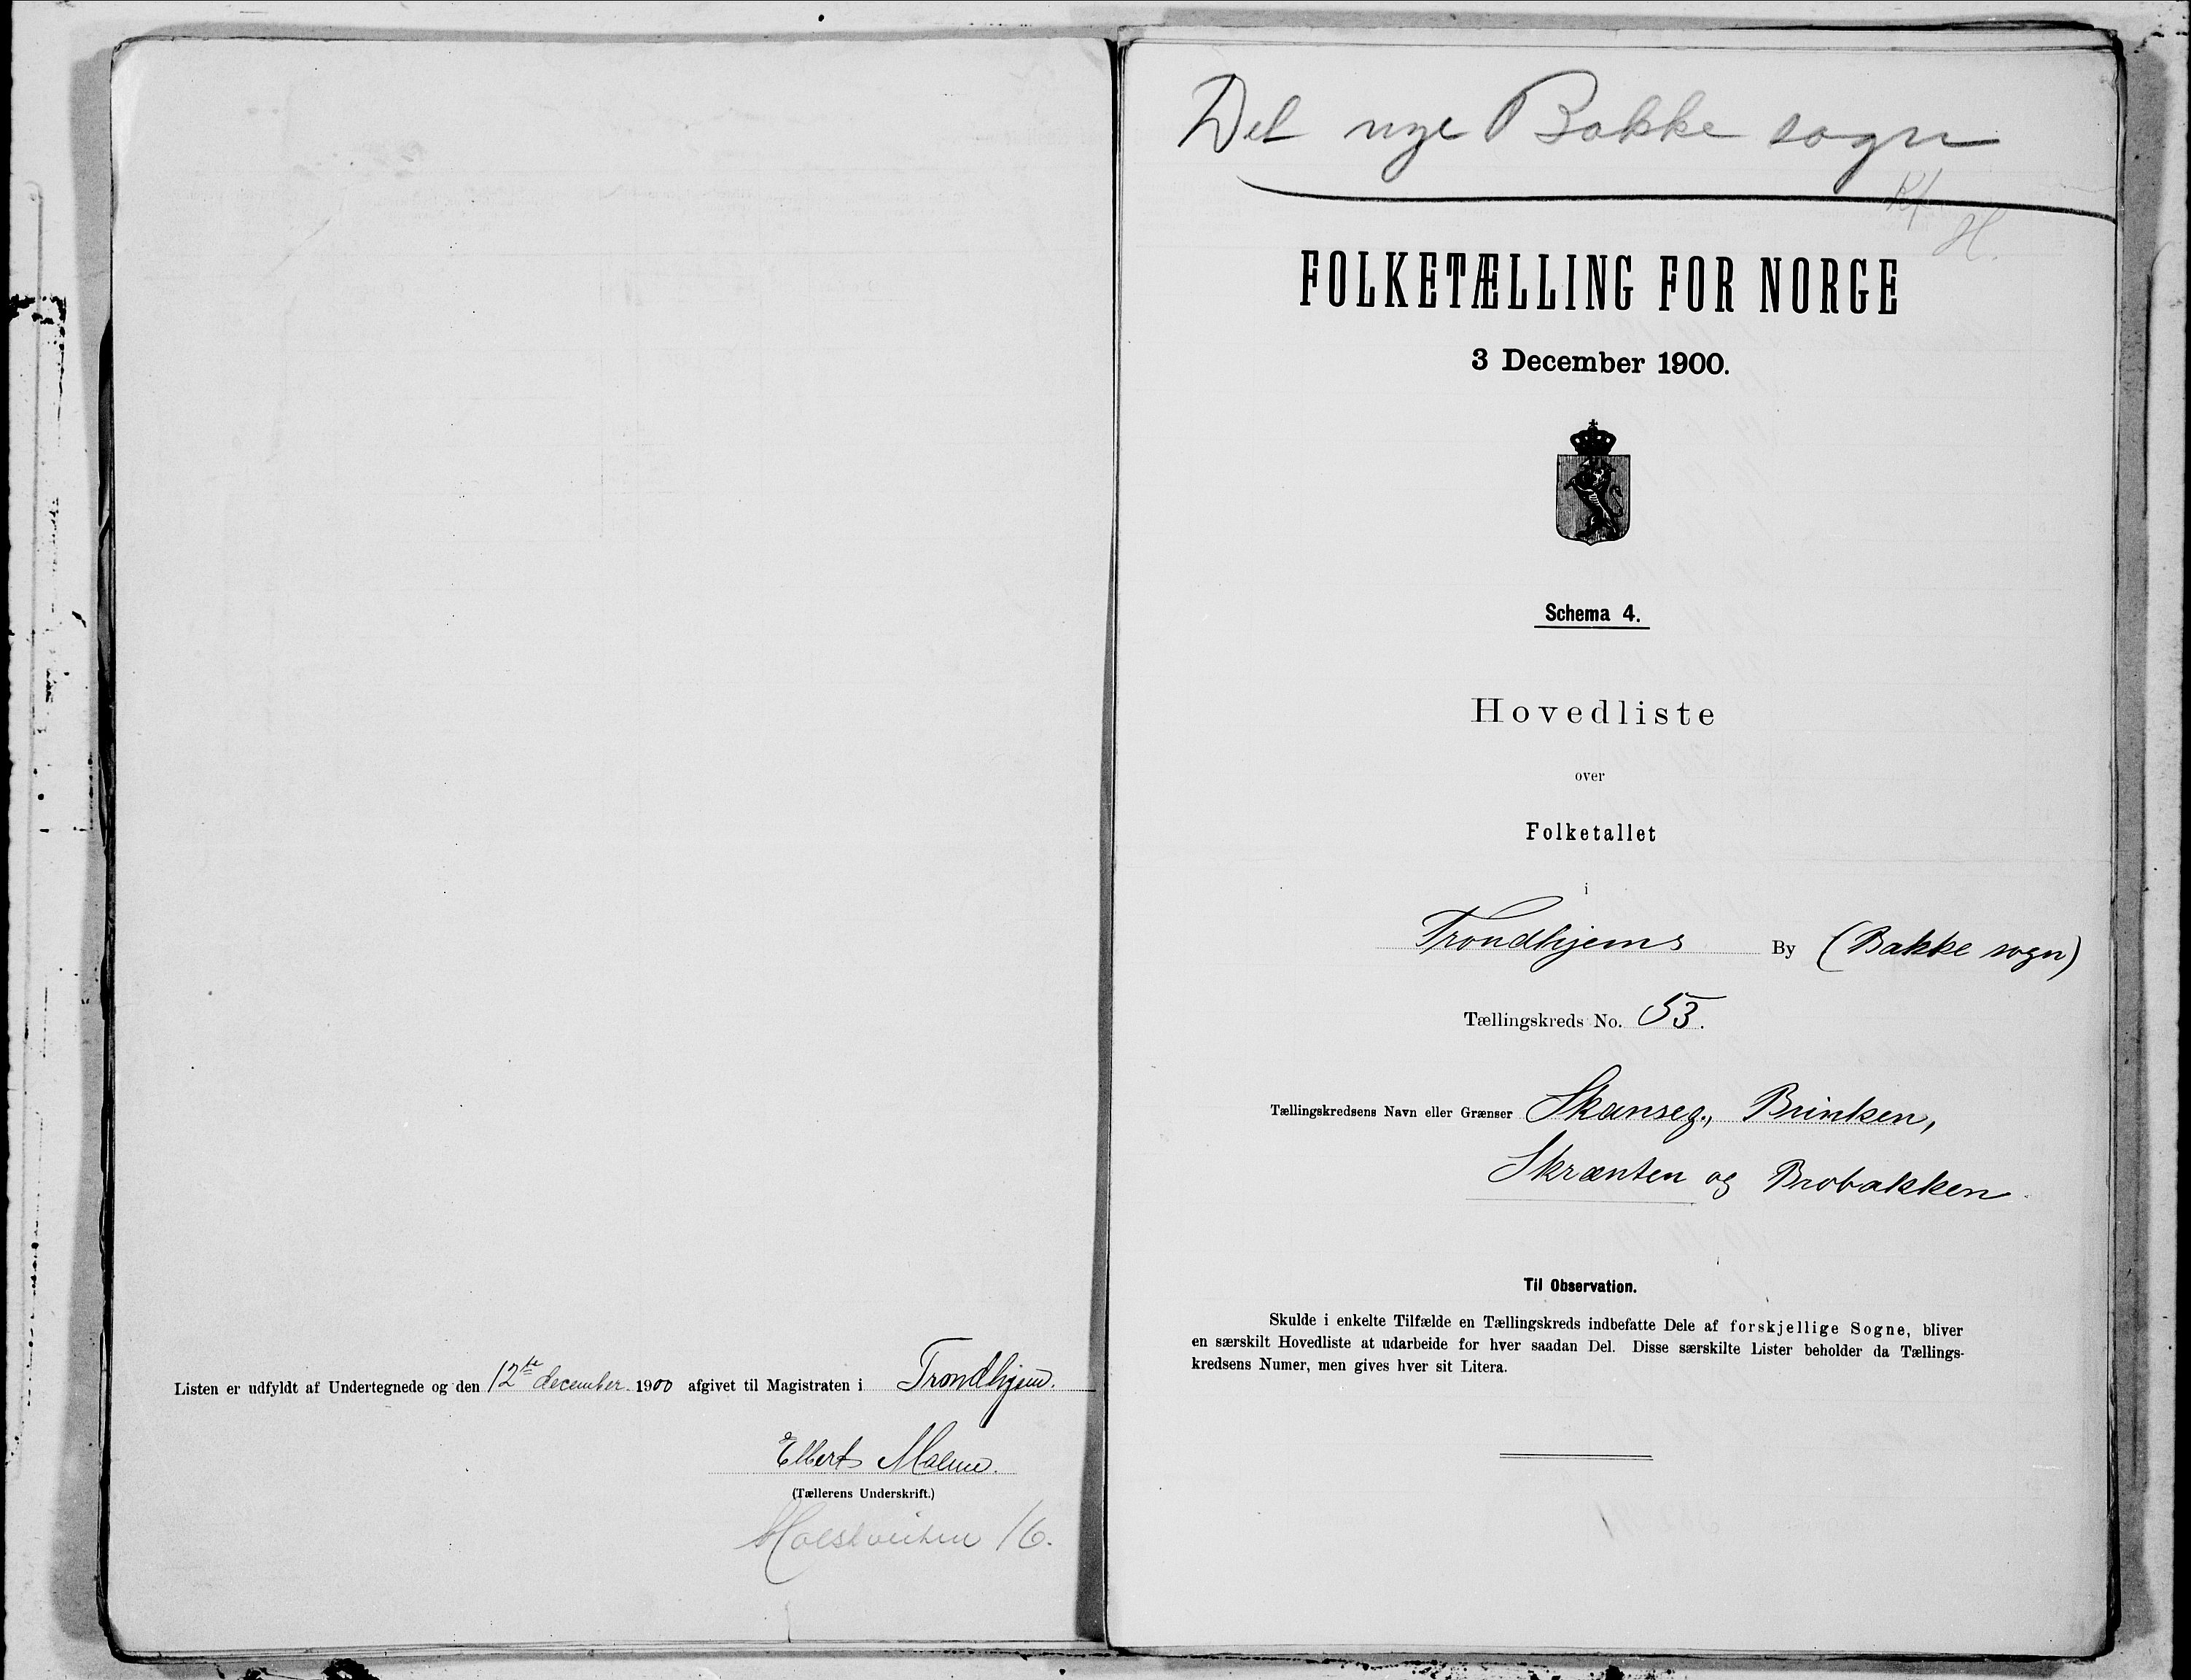 Listen er udfyldt af Undertegnede og den 12te december 1900 afgivet til Magistraten i Trondhjem.
Ellert Malmo.
(Tællerens Underskrift.)
16.
Det nye Bakke sogn
H.
FOLKETÆLLING FOR NORGE
3 December 1900.
Schema 4.
Hovedliste
over
Folketallet
i
Trondhjems By (Bakke sogn)
Tællingskreds No. 53.
Tællingskredsens Navn eller Grænser Skanseg., Brinken,
Skrænten og Brobakken.
Til Observation.
Skulde i enkelte Tilfælde en Tællingskreds indbefatte Dele af forskjellige Sogne, bliver
en særskilt Hovedliste at udarbeide for hver saadan Del. Disse særskilte Lister beholder da Tællings-
kredsens Numer, men gives hver sit Litera.